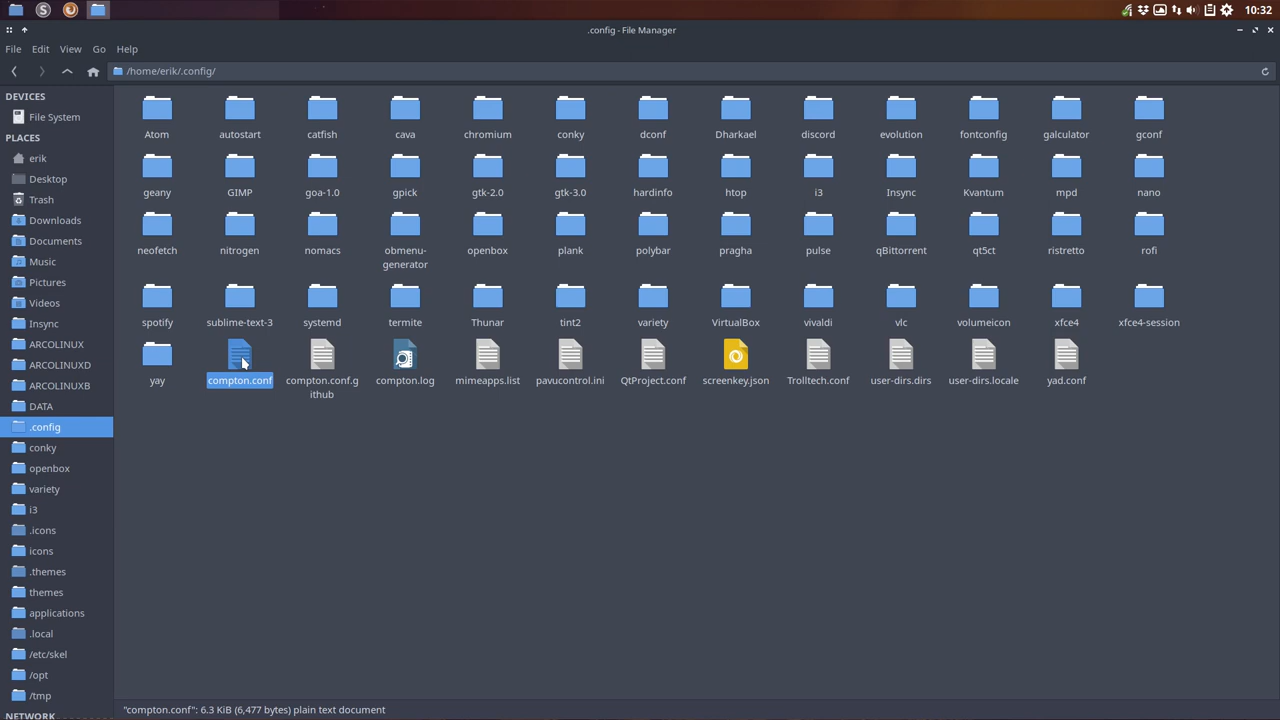 10:32
.config - File Manager
File Edit View Go Help
/home/erik/.config/
DEVICES
File System
PLACES
erik
Desktop
Trash
Downloads
Documents
Music
Pictures
Videos
Insync
ARCOLINUX
ARCOLINUXD
ARCOLINUXB
DATA
.config
conky
openbox
variety
i3
.icons
icons
.themes
themes
applications
.local
/etc/skel
/opt
/tmp
NETWORK
Atom autostart catfish cava chromium conky dconf Dharkael discord evolution fontconfig galculator gconf
geany GIMP goa-1.0 gpick gtk-2.0 gtk-3.0 hardinfo htop i3 Insync Kvantum mpd nano
neofetch nitrogen nomacs obmenu-generator openbox plank polybar pragha pulse qBittorrent qt5ct ristretto rofi
spotify sublime-text-3 systemd termite Thunar tint2 variety VirtualBox vivaldi vlc volumeicon xfce4 xfce4-session
yay compton.conf compton.conf.github compton.log mimeapps.list pavucontrol.ini QtProject.conf screenkey.json Trolltech.conf user-dirs.dirs user-dirs.locale yad.conf
"compton.conf": 6.3 KiB (6,477 bytes) plain text document